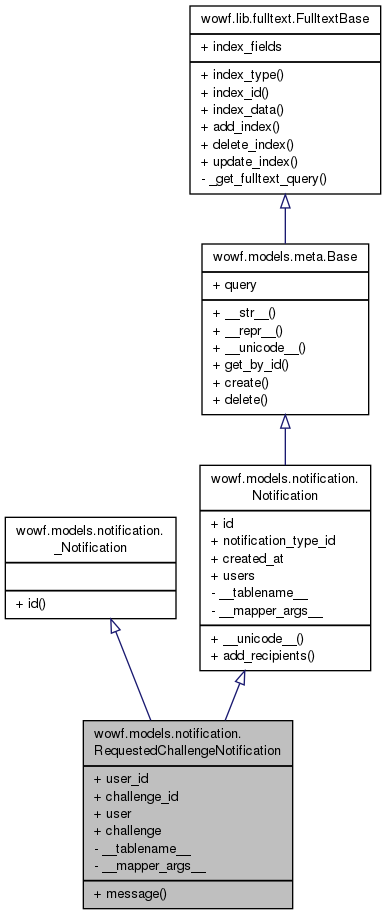 wowf.lib.fulltext.FulltextBase
+ index_fields
+ index_type()
+ index_id()
+ index_data()
+ add_index()
+ delete_index()
+ update_index()
- _get_fulltext_query()
wowf.models.meta.Base
+ query
+ __str__()
+ __repr__()
+ __unicode__()
+ get_by_id()
+ create()
+ delete()
wowf.models.notification.
_Notification
+ id()
wowf.models.notification.
Notification
+ id
+ notification_type_id
+ created_at
+ users
- __tablename__
- __mapper_args__
+ __unicode__()
+ add_recipients()
wowf.models.notification.
RequestedChallengeNotification
+ user_id
+ challenge_id
+ user
+ challenge
- __tablename__
- __mapper_args__
+ message()